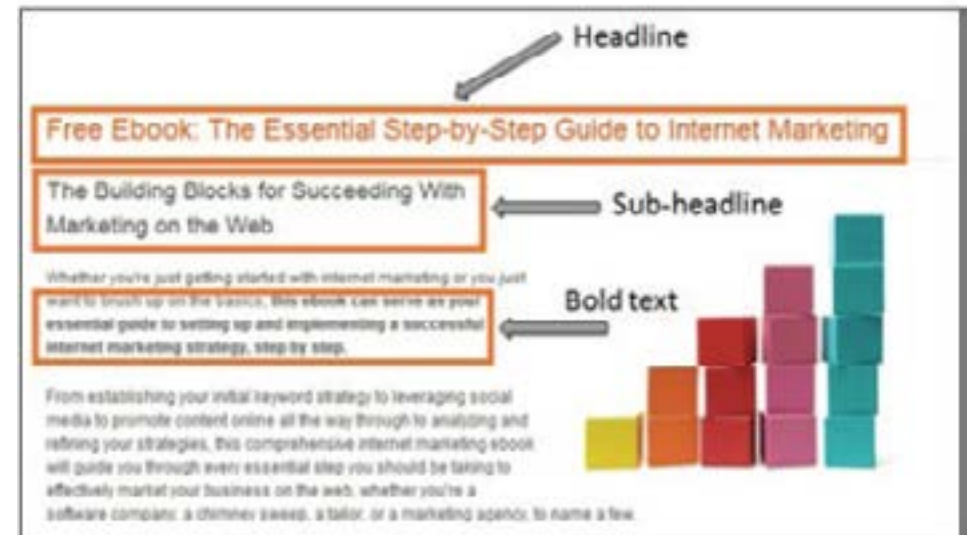 Headline
Free Ebook: The Essential Step-by-Step Guide to Internet Marketing
The Building Blocks for Succeeding With
Marketing on the Web
Sub-headline
Whether you're just getting started with internet marketing or you just
want to brush up on the basics, this ebook can serve as your
essential guide to setting up and implementing a successful
internet marketing strategy, step by step.
Bold text
From establishing your initial keyword strategy to leveraging social
media to promote content online all the way through to analyzing and
refining your strategies, this comprehensive internet marketing ebook
will guide you through every essential step you should be taking to
effectively market your business on the web, whether you're a
software company, a chimney sweep, a tailor, or a marketing agency, to name a few.